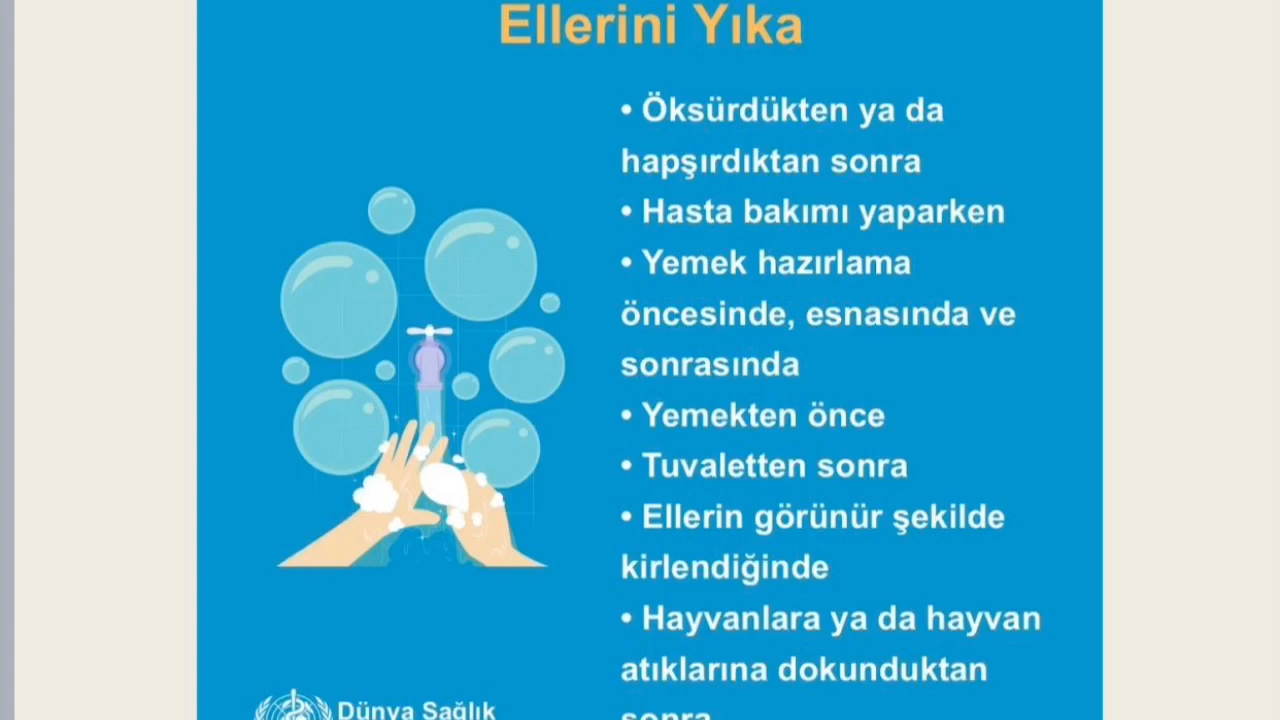 Ellerini Yıka
• Öksürdükten ya da
hapşırdıktan sonra
• Hasta bakımı yaparken
• Yemek hazırlama
öncesinde, esnasında ve
sonrasında
• Yemekten önce
• Tuvaletten sonra
• Ellerin görünür şekilde
kirlendiğinde
• Hayvanlara ya da hayvan
atıklarına dokunduktan
sonra
Dünya Sağlık